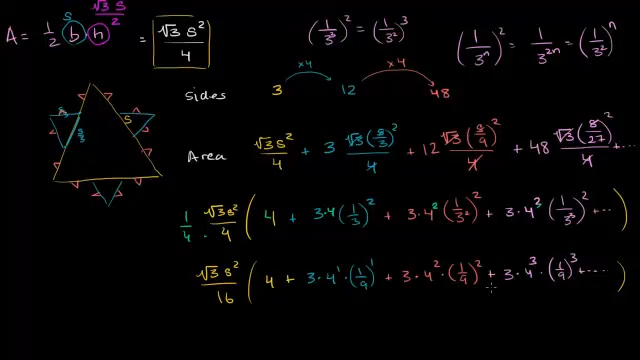 A = 1/2 b h = √3 s²/4
s
√3 s/2
(1/3³)² = (1/3²)³
(1/3ⁿ)² = 1/3²ⁿ = (1/3²)ⁿ
×4 ×4
sides 3 12 48
s/3 s/3 s
Area √3 s²/4 + 3 √3 (s/3)²/4 + 12 √3 (s/9)²/4 + 48 √3 (s/27)²/4 + ...
1/4 · √3 s²/4 ( 4 + 3·4 (1/3)² + 3·4² (1/3²)² + 3·4³ (1/3³)² + ... )
√3 s²/16 ( 4 + 3·4¹·(1/9)¹ + 3·4²·(1/9)² + 3·4³·(1/9)³ + .... )